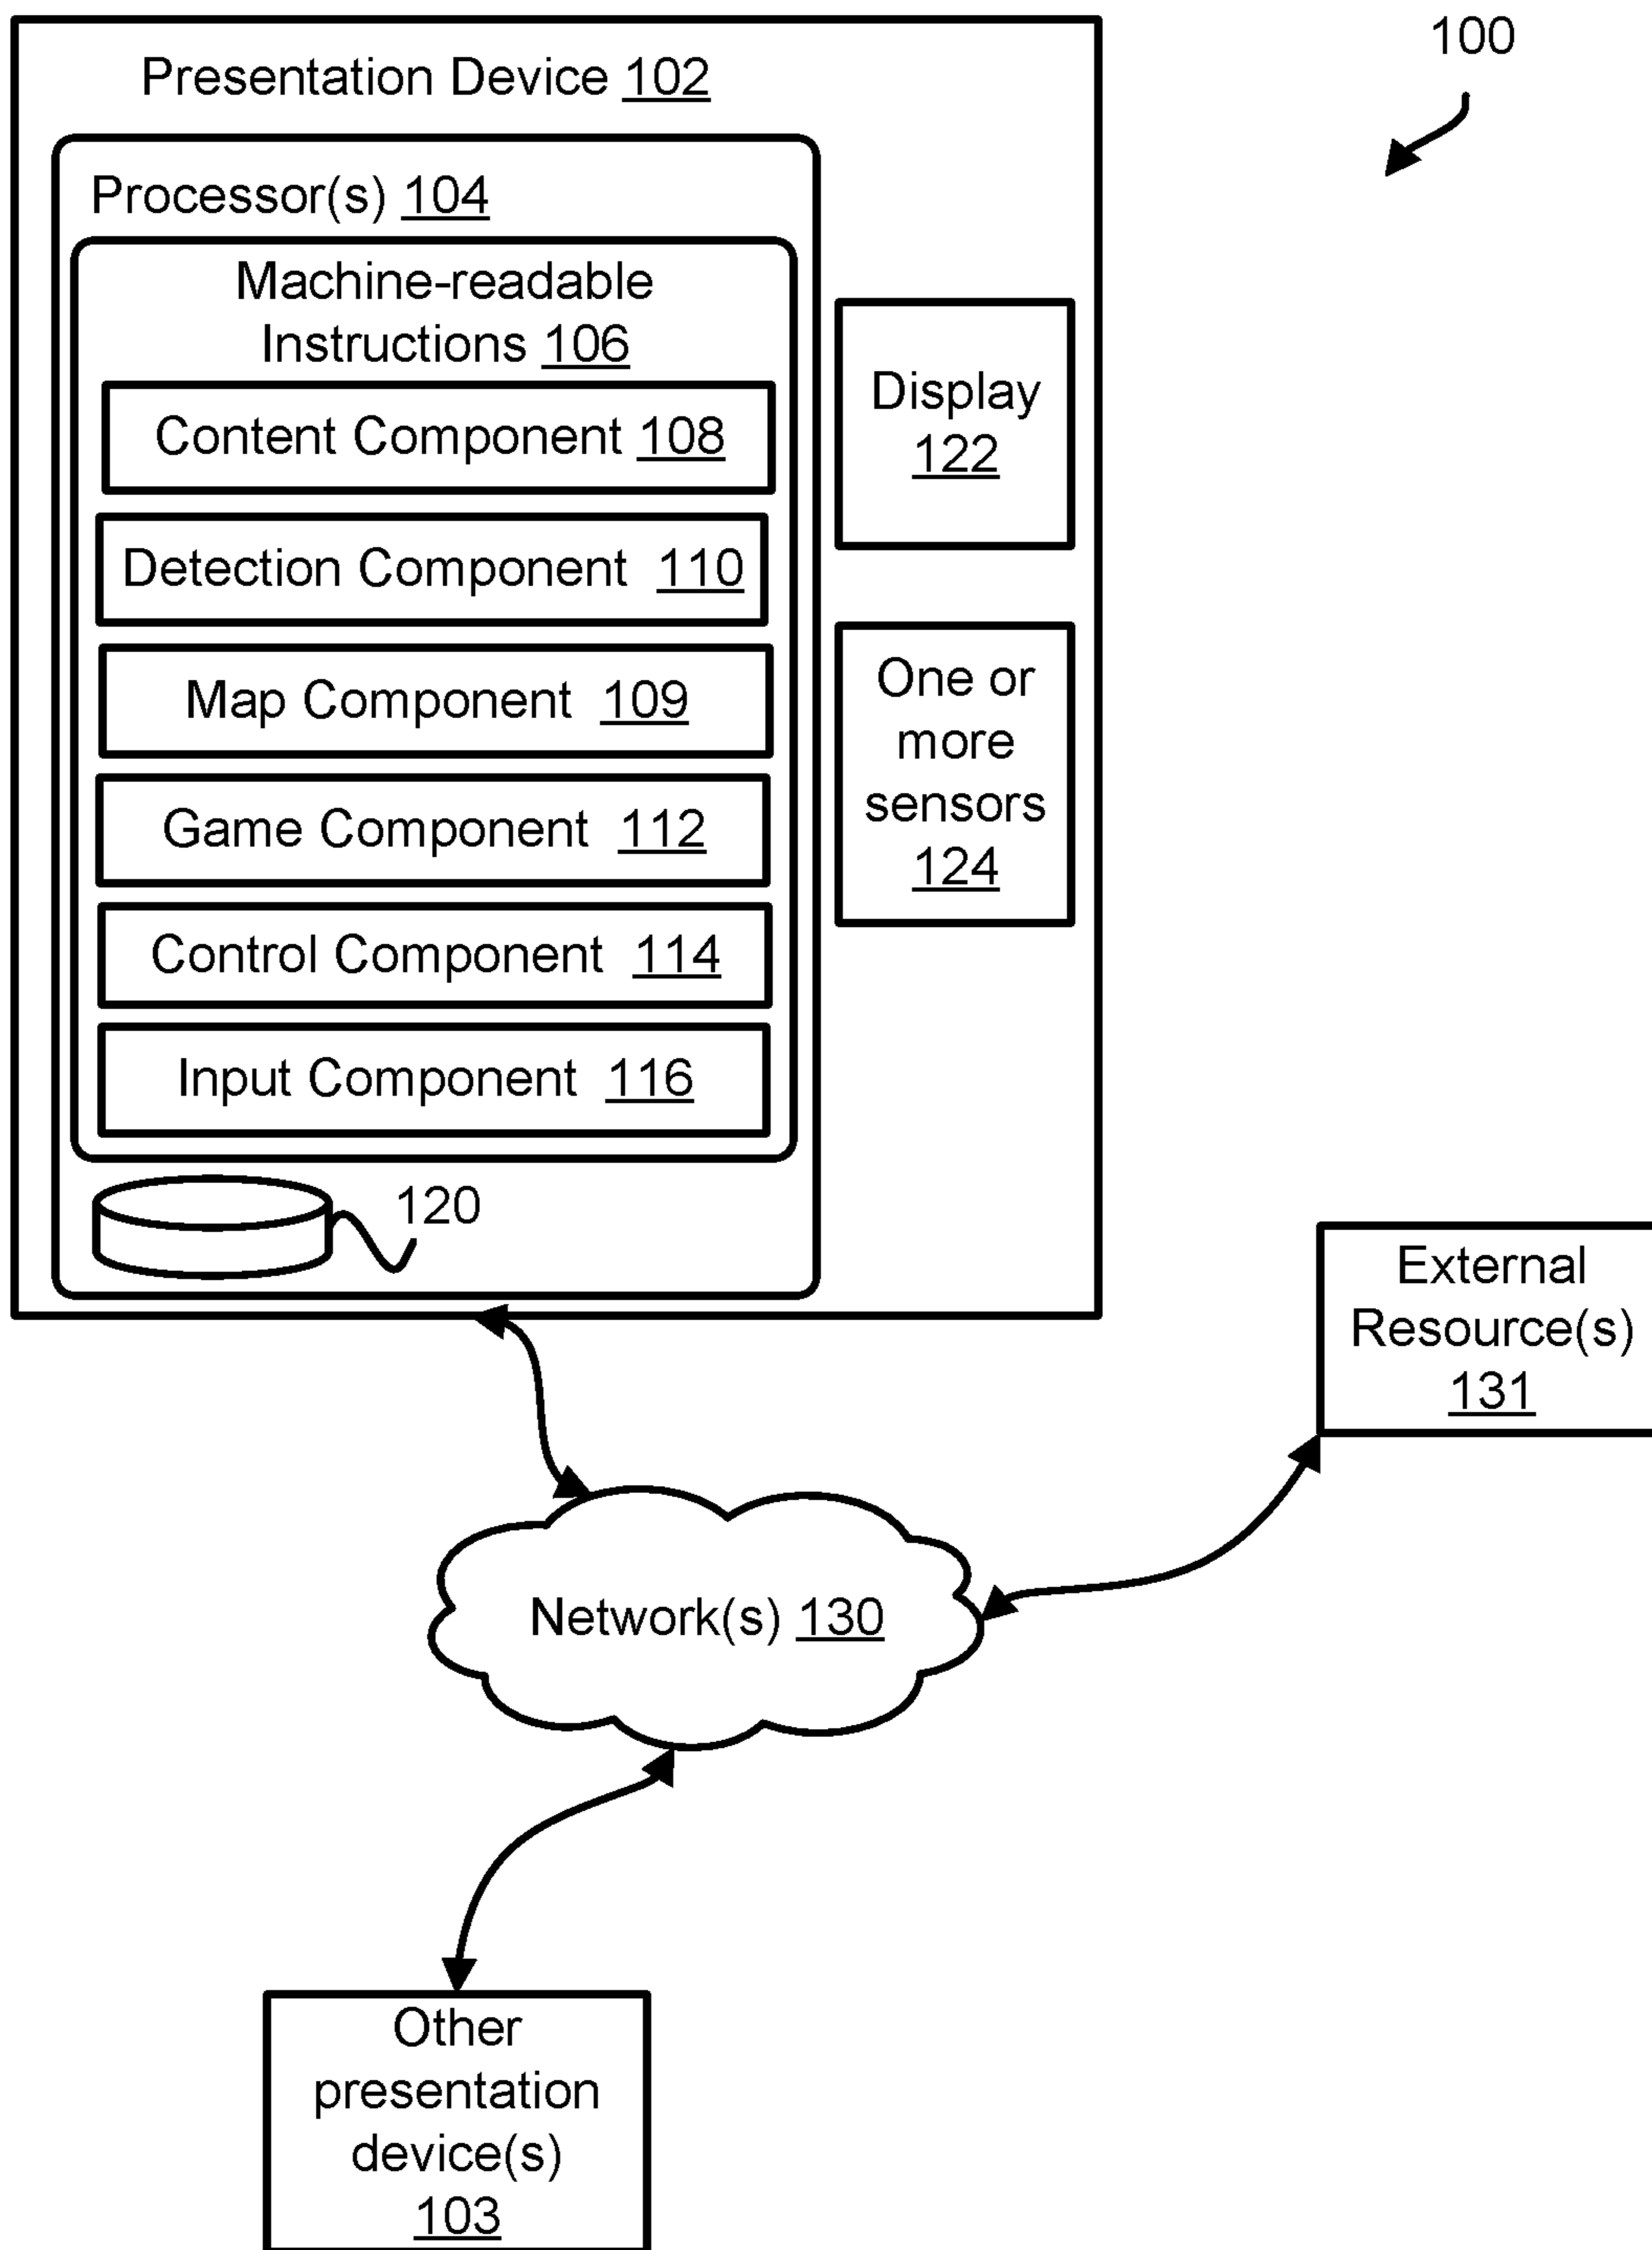 100
Presentation Device 102
Processor(s) 104
Machine-readable
Instructions 106
Content Component 108
Detection Component 110
Map Component 109
Game Component 112
Control Component 114
Input Component 116
120
Display
122
One or
more
sensors
124
External
Resource(s)
131
Network(s) 130
Other
presentation
device(s)
103